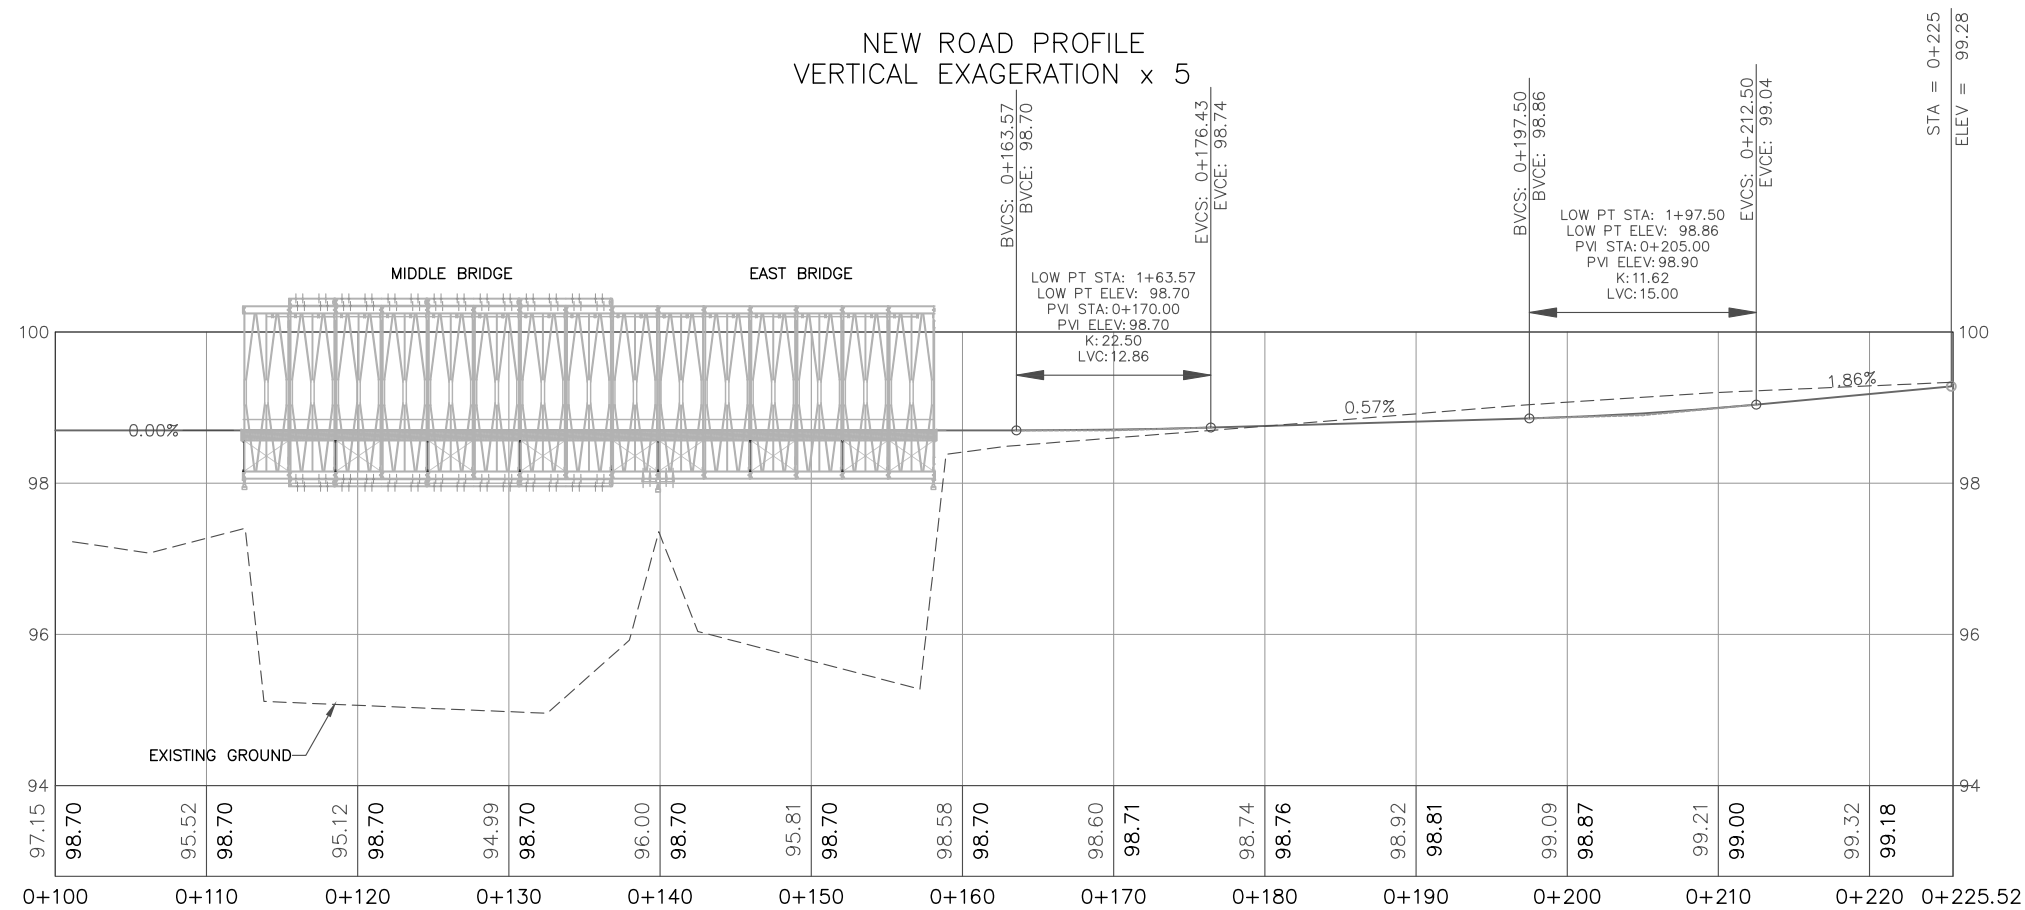 NEW ROAD PROFILE
VERTICAL EXAGERATION x 5
STA = 0+225
ELEV = 99.28
BVCS: 0+163.57
BVCE: 98.70
EVCS: 0+176.43
EVCE: 98.74
BVCS: 0+197.50
BVCE: 98.86
EVCS: 0+212.50
EVCE: 99.04
LOW PT STA: 1+97.50
LOW PT ELEV: 98.86
PVI STA:0+205.00
PVI ELEV:98.90
K:11.62
LVC:15.00
MIDDLE BRIDGE
EAST BRIDGE
LOW PT STA: 1+63.57
LOW PT ELEV: 98.70
PVI STA:0+170.00
PVI ELEV:98.70
K:22.50
LVC:12.86
100
100
1.86%
0.57%
0.00%
98
98
96
96
EXISTING GROUND
94
94
97.15
98.70
95.52
98.70
95.12
98.70
94.99
98.70
96.00
98.70
95.81
98.70
98.58
98.70
98.60
98.71
98.74
98.76
98.92
98.81
99.09
98.87
99.21
99.00
99.32
99.18
0+100
0+110
0+120
0+130
0+140
0+150
0+160
0+170
0+180
0+190
0+200
0+210
0+220
0+225.52